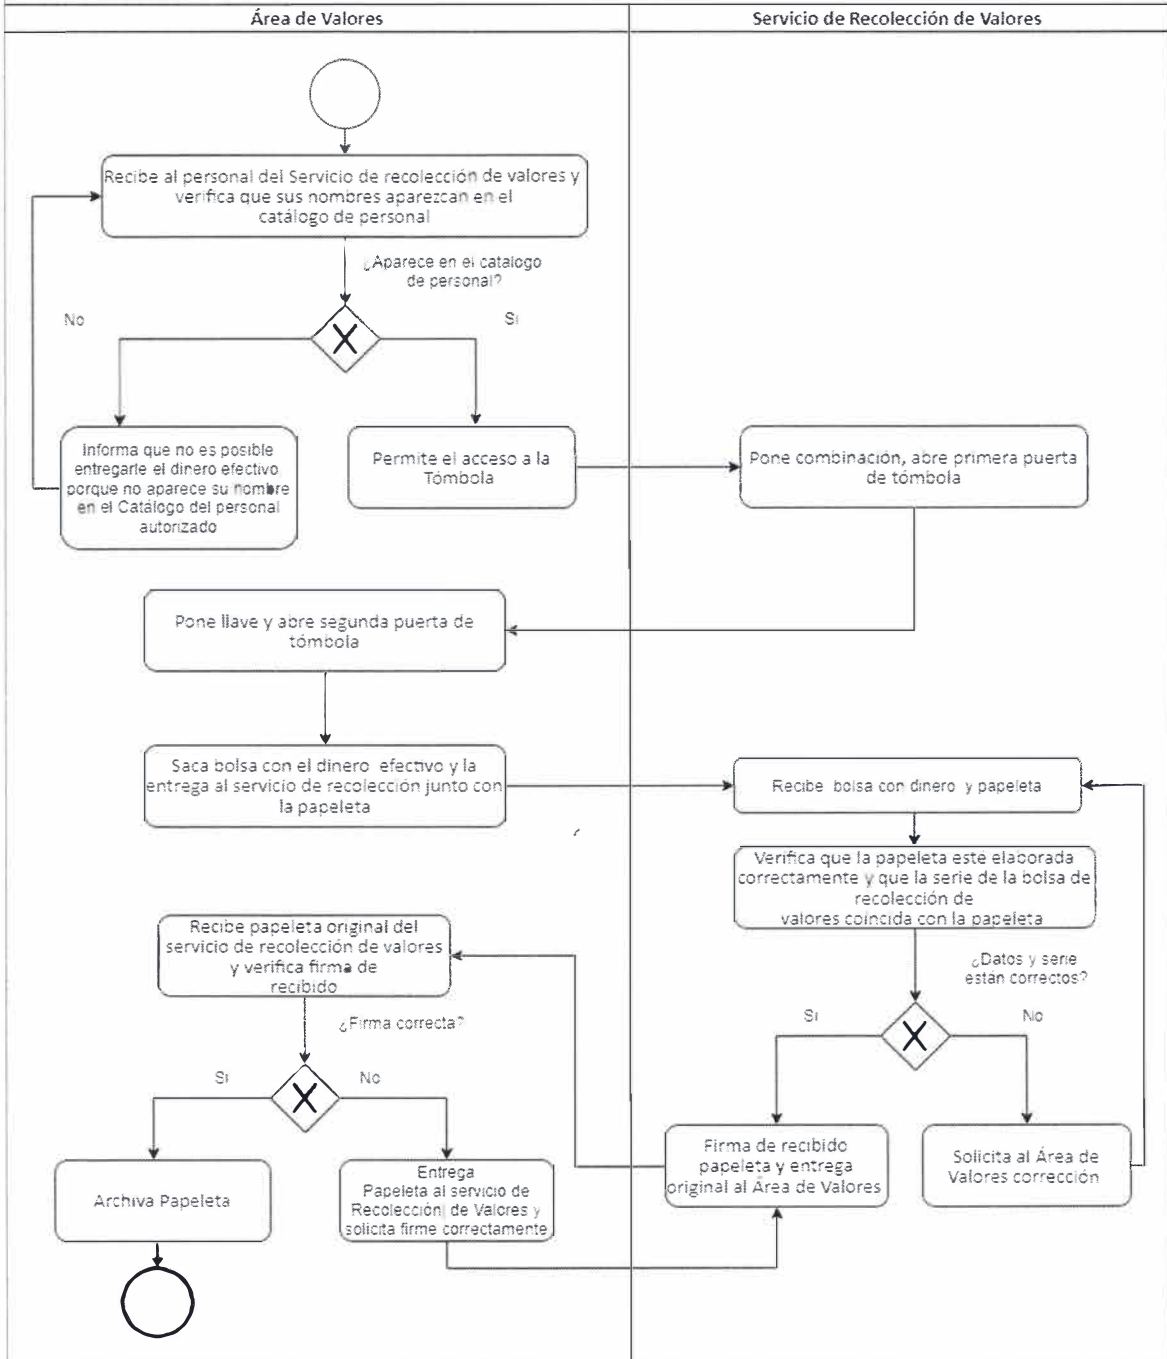 Área de Valores
Servicio de Recolección de Valores
Recibe al personal del Servicio de recolección de valores y
verifica que sus nombres aparezcan en el
catálogo de personal
¿Aparece en el catalogo
de personal?
No
Si
Informa que no es posible
entregarle el dinero efectivo
porque no aparece su nombre
en el Catálogo del personal
autorizado
Permite el acceso a la
Tómbola
Pone combinación, abre primera puerta
de tómbola
Pone llave y abre segunda puerta de
tómbola
Saca bolsa con el dinero efectivo y la
entrega al servicio de recolección junto con
la papeleta
Recibe bolsa con dinero y papeleta
Verifica que la papeleta este elaborada
correctamente y que la serie de la bolsa de
recolección de
valores coincida con la papeleta
¿Datos y serie
están correctos?
Si
No
Recibe papeleta original del
servicio de recolección de valores
y verifica firma de
recibido
¿Firma correcta?
Si
No
Firma de recibido
papeleta y entrega
original al Área de Valores
Solicita al Área de
Valores corrección
Archiva Papeleta
Entrega
Papeleta al servicio de
Recolección de Valores y
solicita firme correctamente